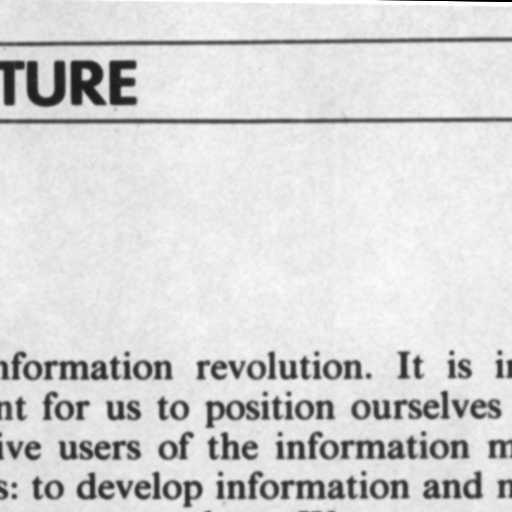 TURE
nformation revolution. It is i
nt for us to position ourselves
ive users of the information m
s: to develop information and